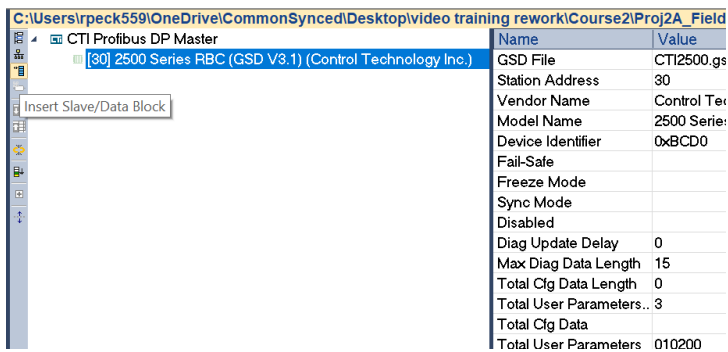 C:\Users\rpeck559\OneDrive\CommonSynced\Desktop\video training rework\Course2\Proj2A_Field
CTI Profibus DP Master
[30] 2500 Series RBC (GSD V3.1) (Control Technology Inc.)
Insert Slave/Data Block
Name Value
GSD File CTI2500.gs
Station Address 30
Vendor Name Control Tec
Model Name 2500 Series
Device Identifier 0xBCD0
Fail-Safe
Freeze Mode
Sync Mode
Disabled
Diag Update Delay 0
Max Diag Data Length 15
Total Cfg Data Length 0
Total User Parameters.. 3
Total Cfg Data
Total User Parameters 010200